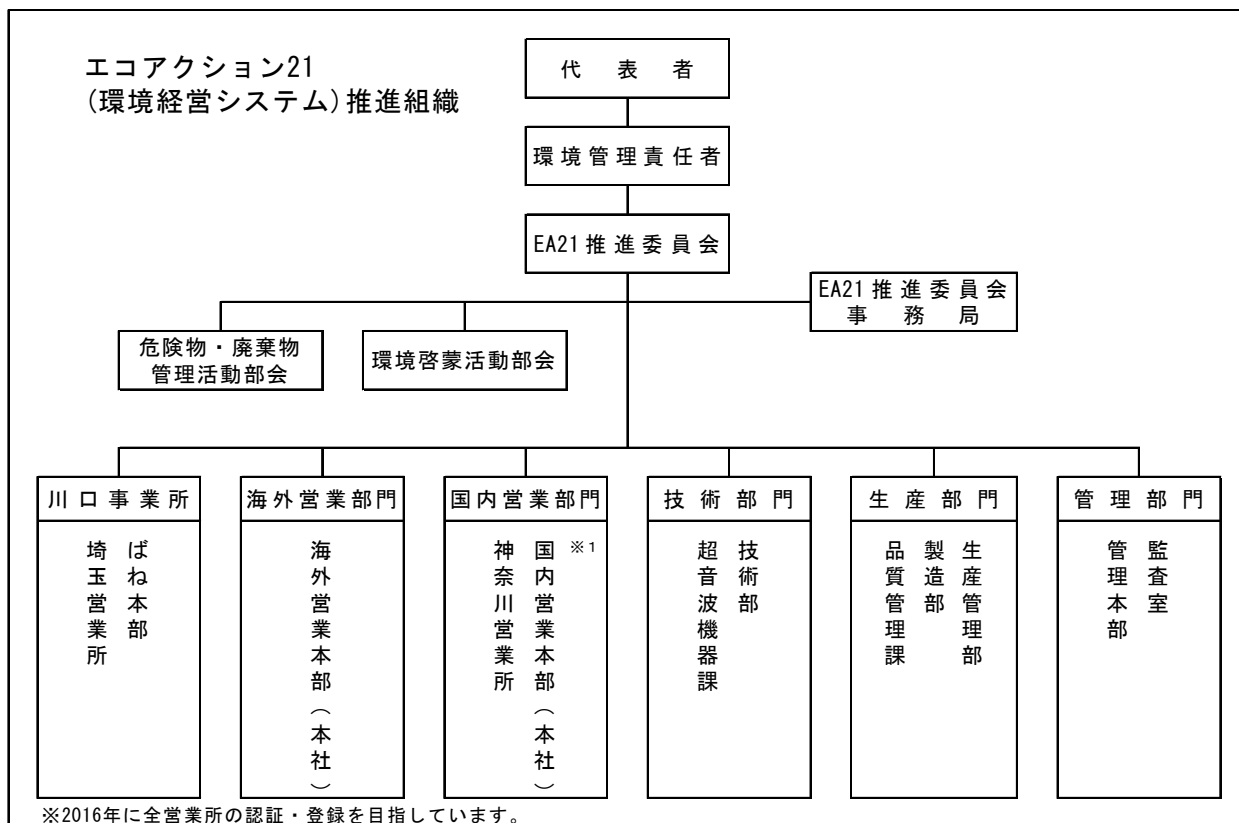 エコアクション21
(環境経営システム)推進組織
代表者
環境管理責任者
EA21推進委員会
EA21推進委員会
事務局
危険物・廃棄物
管理活動部会
環境啓蒙活動部会
川口事業所
ばね本部
埼玉営業所
海外営業部門
海外営業本部(本社)
国内営業部門
※1
国内営業本部(本社)
神奈川営業所
技術部門
技術部
超音波機器課
生産部門
生産管理部
製造部
品質管理課
管理部門
監査室
管理本部
※2016年に全営業所の認証・登録を目指しています。